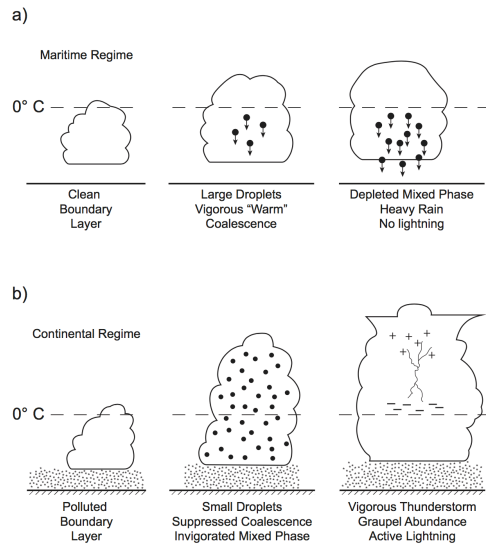 a)
Maritime Regime
0° C
Clean
Boundary
Layer
Large Droplets
Vigorous "Warm"
Coalescence
Depleted Mixed Phase
Heavy Rain
No lightning
b)
Continental Regime
0° C
Polluted
Boundary
Layer
Small Droplets
Suppressed Coalescence
Invigorated Mixed Phase
Vigorous Thunderstorm
Graupel Abundance
Active Lightning